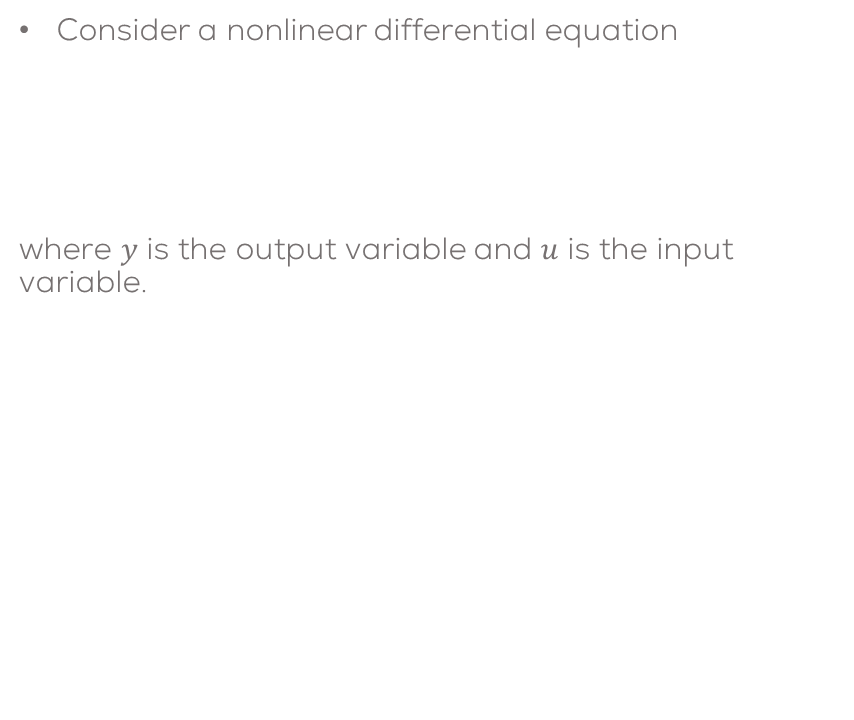 • Consider a nonlinear differential equation
where y is the output variable and u is the input
variable.